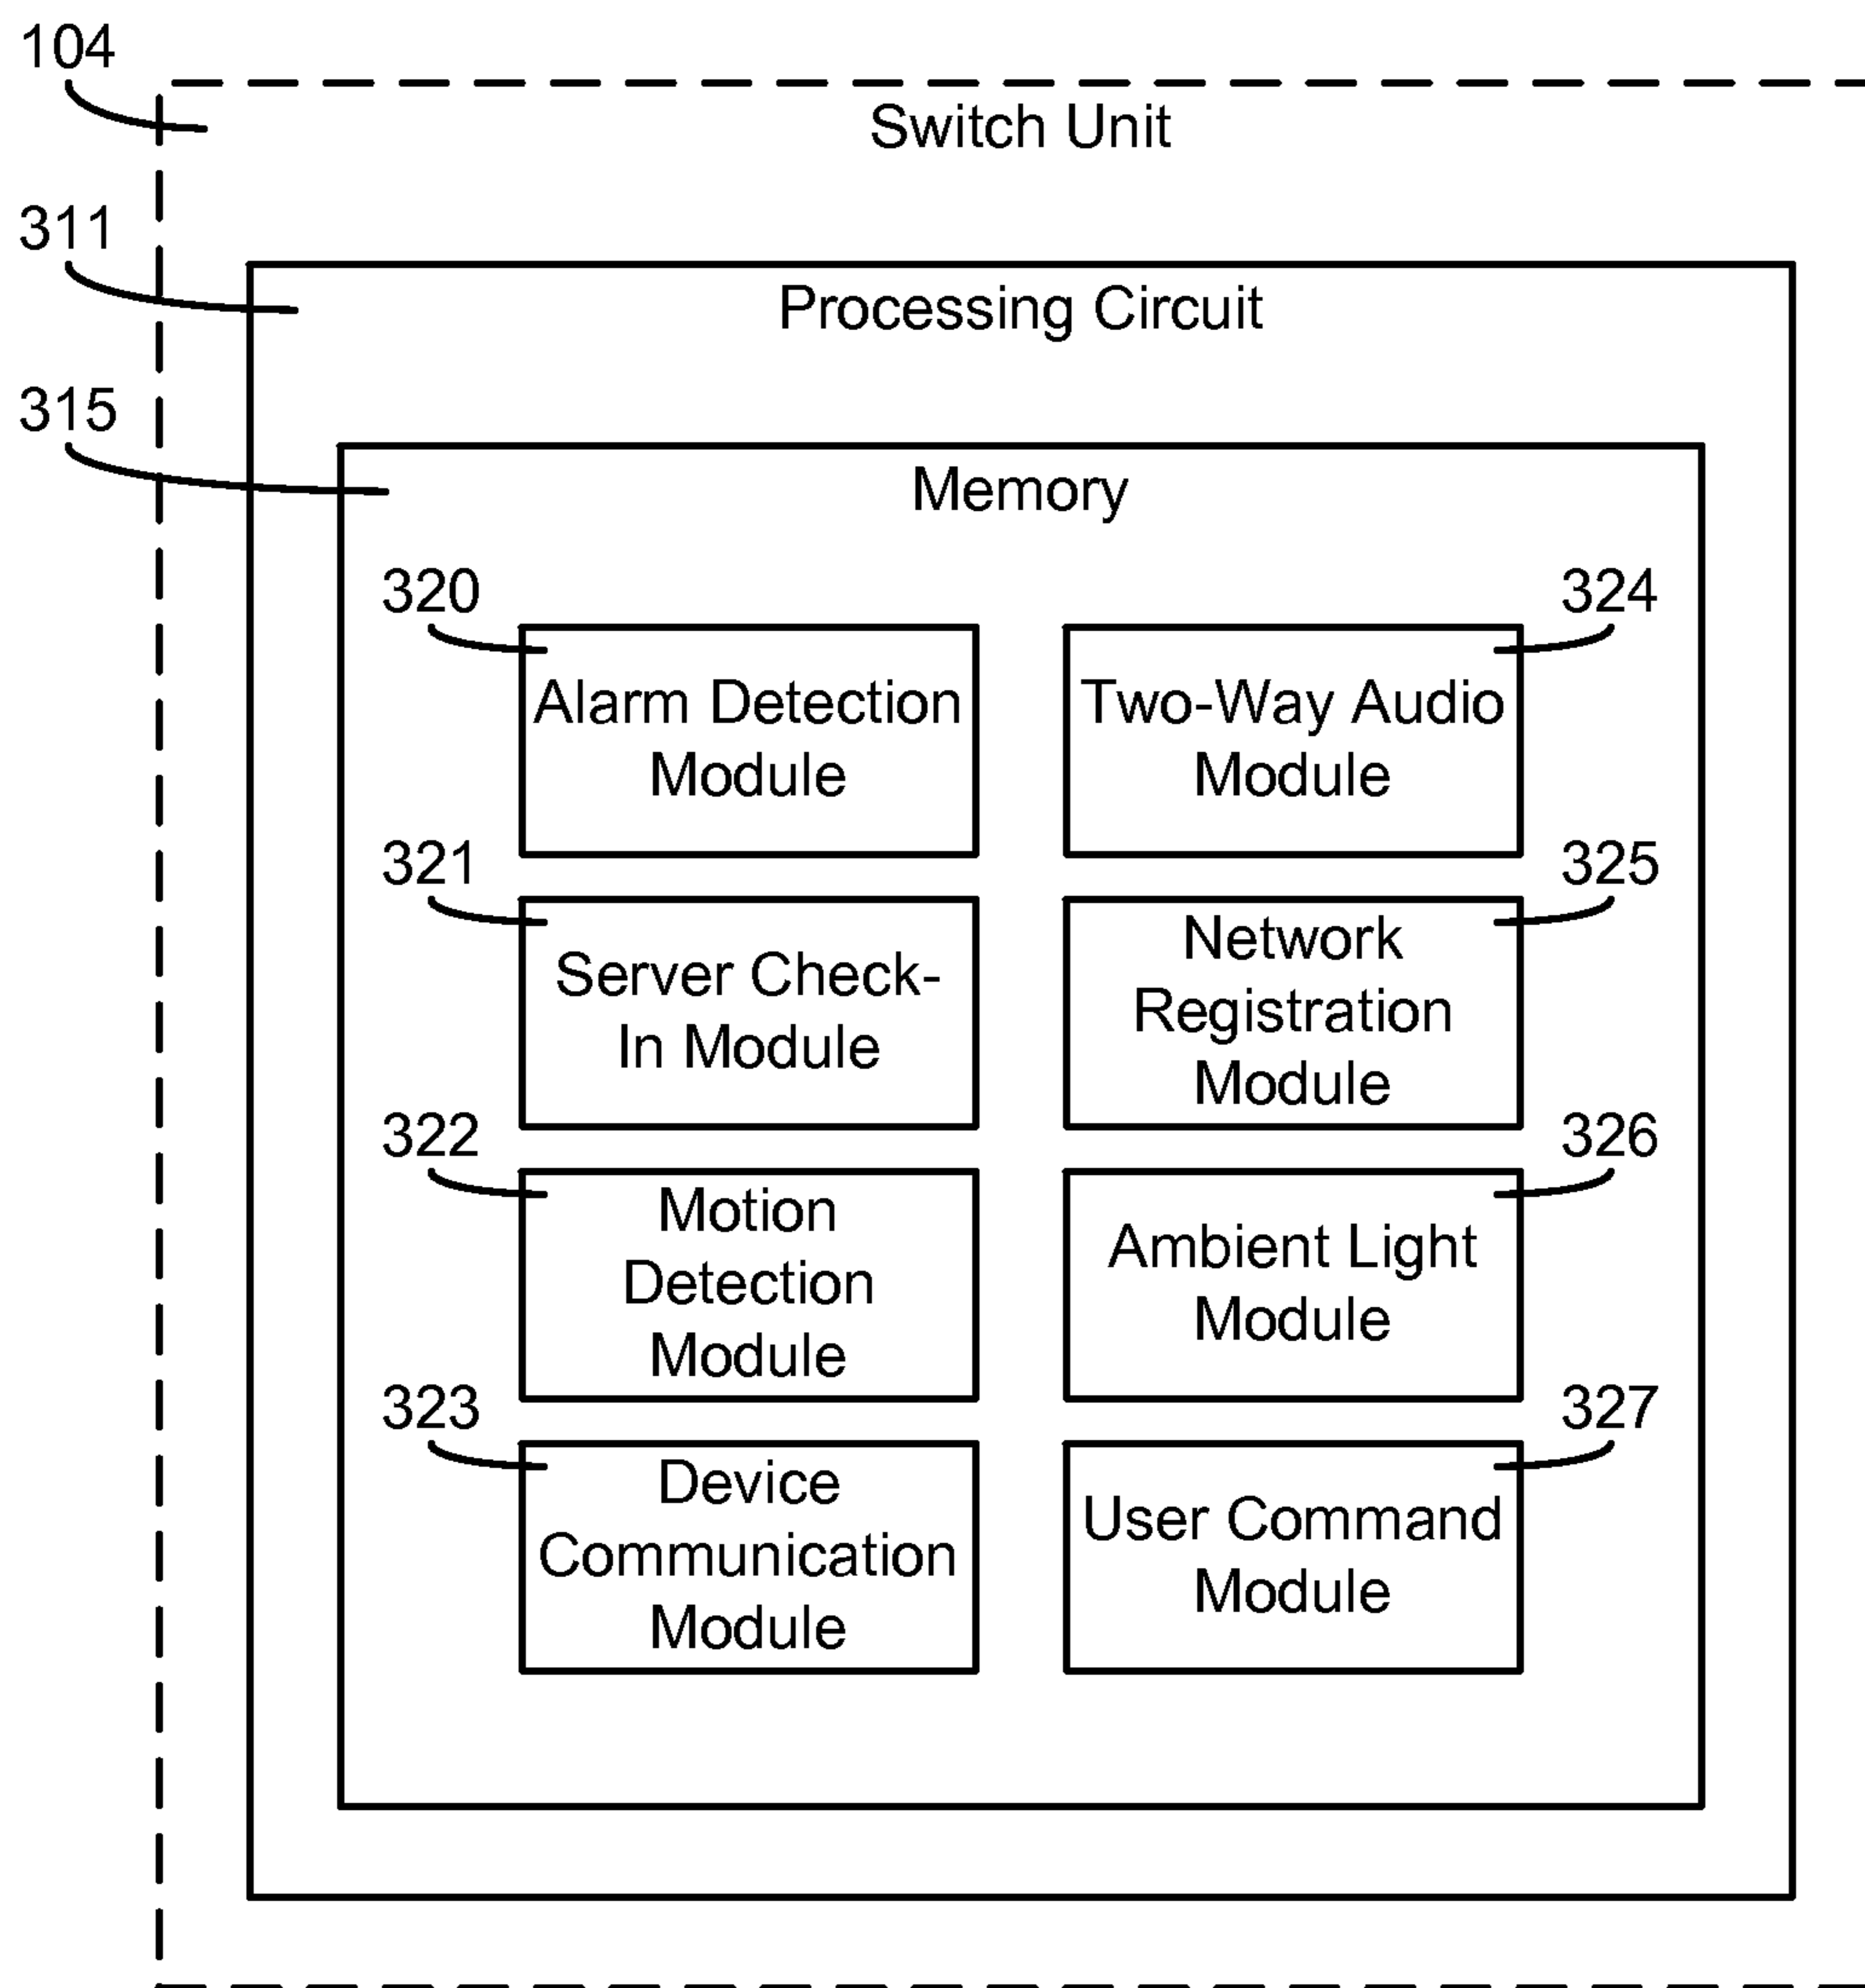 104
Switch Unit
311
Processing Circuit
315
Memory
320
Alarm Detection
Module
324
Two-Way Audio
Module
321
Server Check-
In Module
325
Network
Registration
Module
322
Motion
Detection
Module
326
Ambient Light
Module
323
Device
Communication
Module
327
User Command
Module